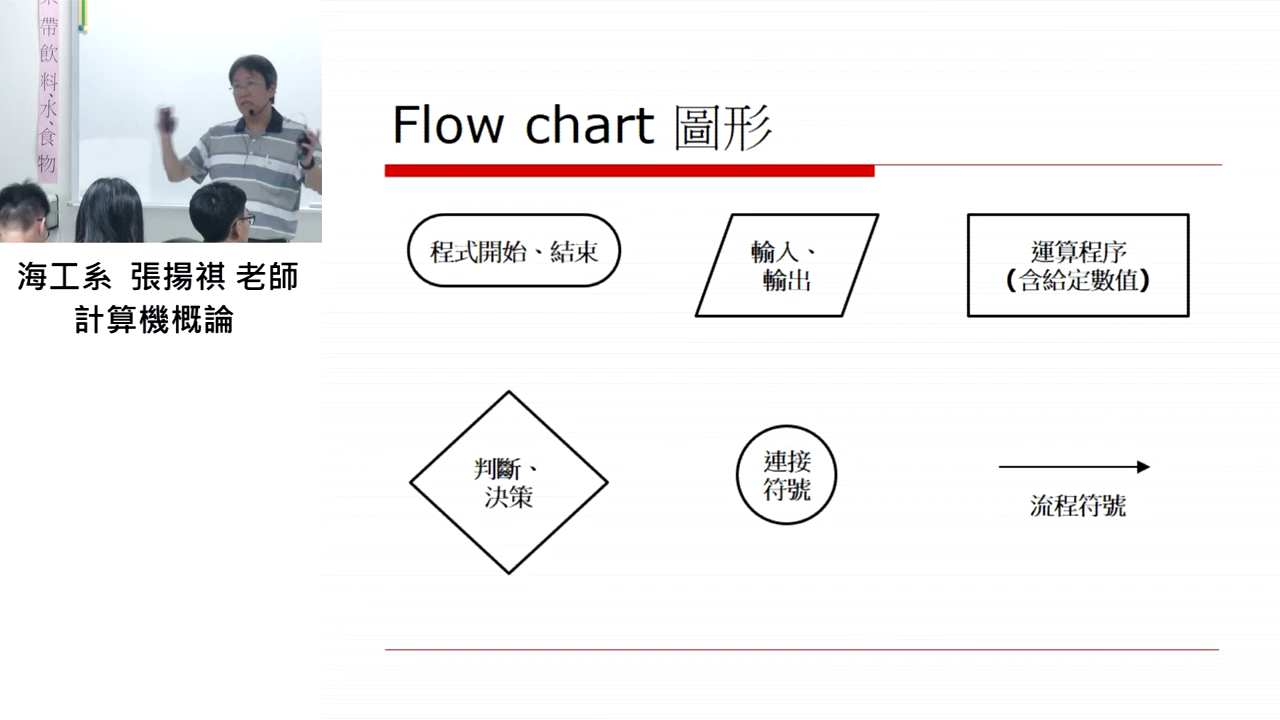 帶飲料、水、食物
海工系 張揚祺 老師
計算機概論
Flow chart 圖形
程式開始、結束
輸入、
輸出
運算程序
(含給定數值)
判斷、
決策
連接
符號
流程符號